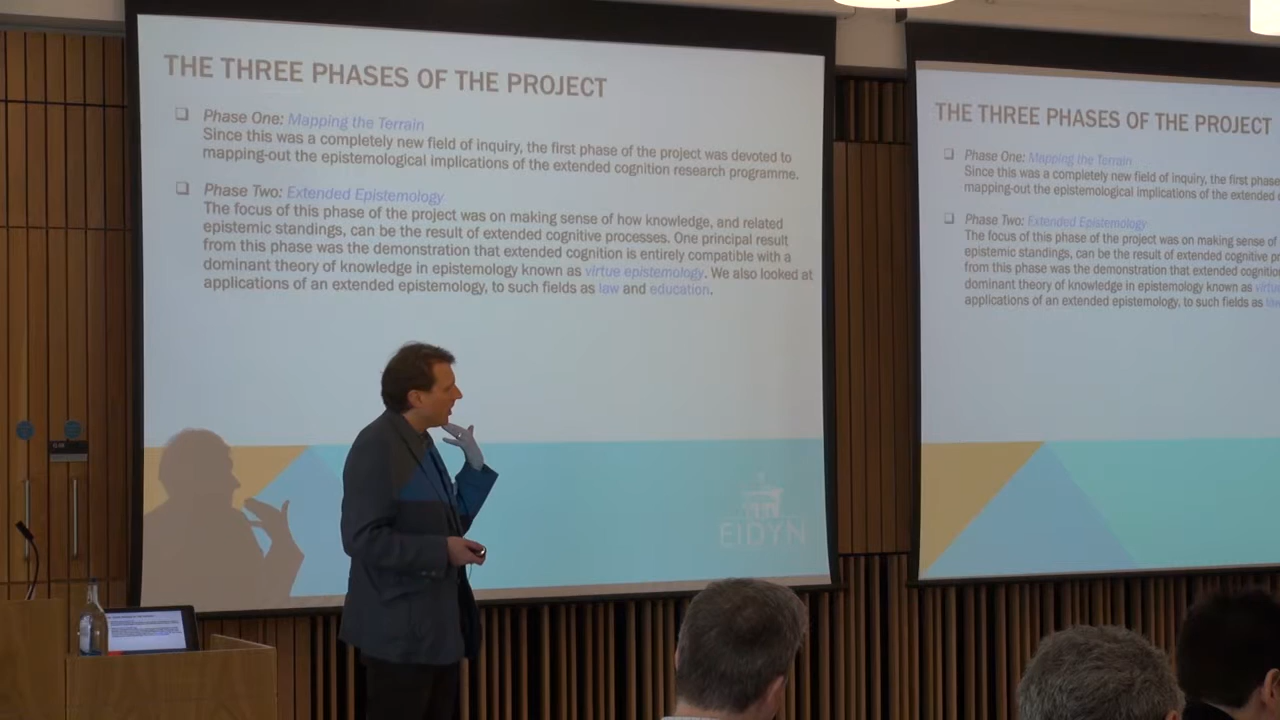 THE THREE PHASES OF THE PROJECT
Phase One: Mapping the Terrain
Since this was a completely new field of inquiry, the first phase of the project was devoted to
mapping-out the epistemological implications of the extended cognition research programme.
Phase Two: Extended Epistemology
The focus of this phase of the project was on making sense of how knowledge, and related
epistemic standings, can be the result of extended cognitive processes. One principal result
from this phase was the demonstration that extended cognition is entirely compatible with a
dominant theory of knowledge in epistemology known as virtue epistemology. We also looked at
applications of an extended epistemology, to such fields as law and education.
EIDYN
THE THREE PHASES OF THE PROJECT
Phase One: Mapping the Terrain
Since this was a completely new field of inquiry, the first phase
mapping-out the epistemological implications of the extended
Phase Two: Extended Epistemology
The focus of this phase of the project was on making sense of
epistemic standings, can be the result of extended cognitive
from this phase was the demonstration that extended
dominant theory of knowledge in epistemology known as
applications of an extended epistemology, to such fields as